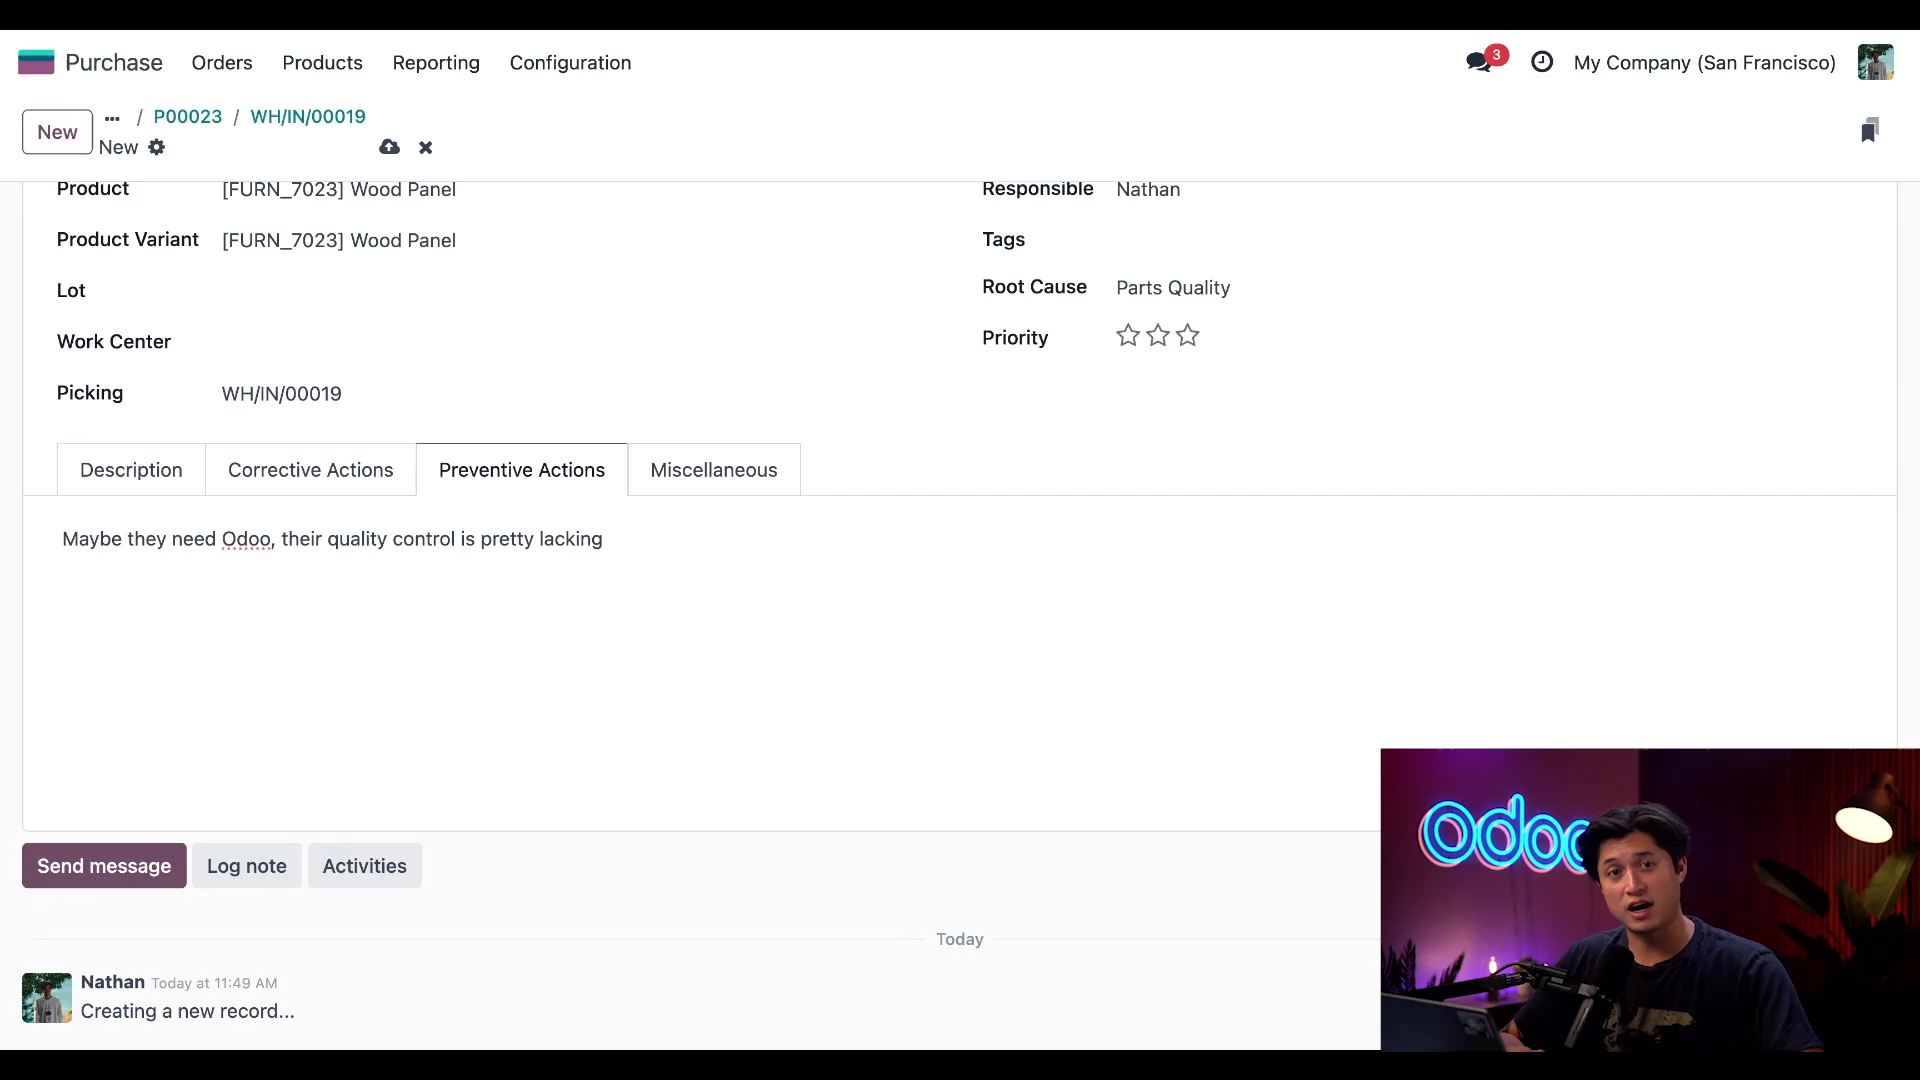 Purchase Orders Products Reporting Configuration 3 My Company (San Francisco)
New ... / P00023 / WH/IN/00019
New
Product [FURN_7023] Wood Panel Responsible Nathan
Product Variant [FURN_7023] Wood Panel Tags
Lot Root Cause Parts Quality
Work Center Priority
Picking WH/IN/00019
Description Corrective Actions Preventive Actions Miscellaneous
Maybe they need Odoo, their quality control is pretty lacking
odoo
Send message Log note Activities
Today
Nathan Today at 11:49 AM
Creating a new record...